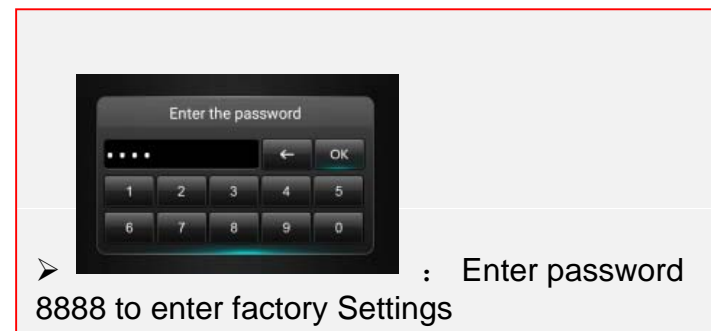 Enter the password
•••• ← OK
1 2 3 4 5
6 7 8 9 0
➢ ： Enter password
8888 to enter factory Settings